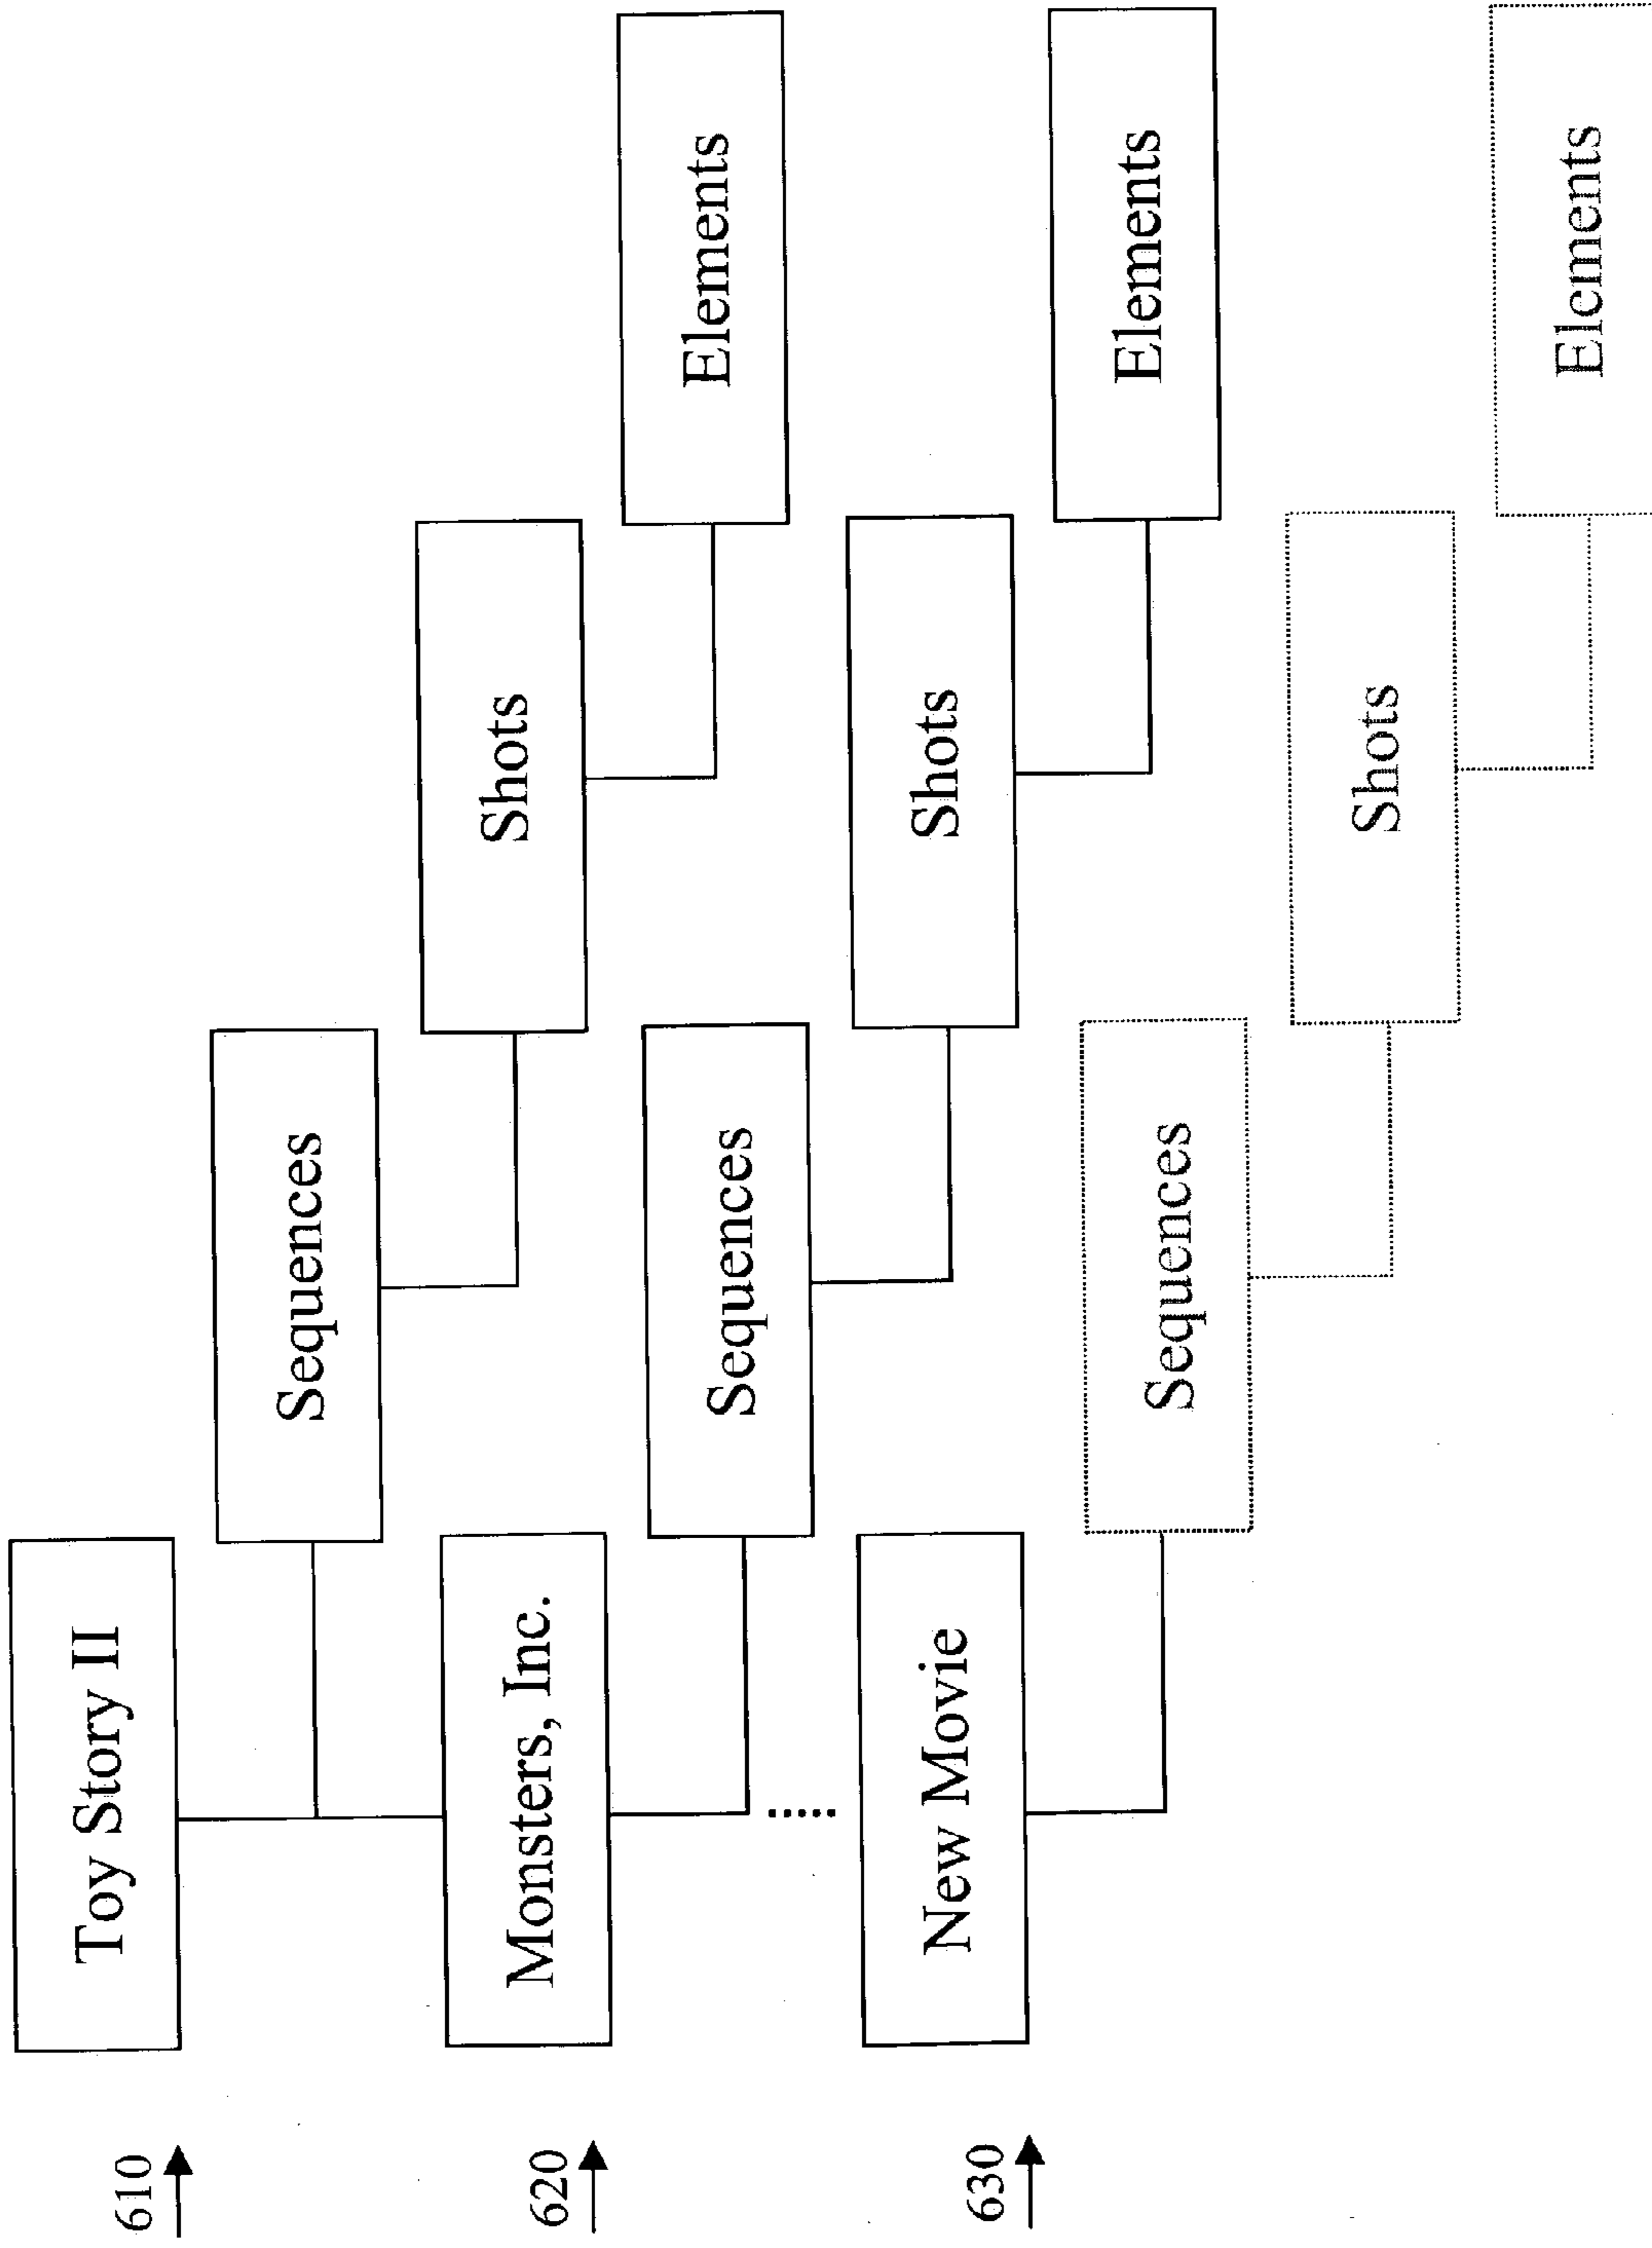 610
Toy Story II
Sequences
Shots
Elements
620
Monsters, Inc.
Sequences
Shots
Elements
630
New Movie
Sequences
Shots
Elements